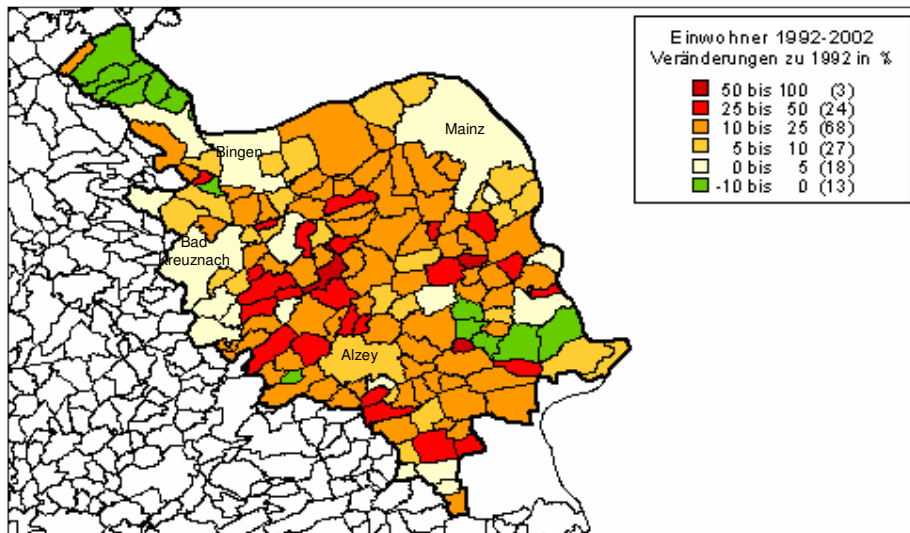 Einwohner 1992-2002
Veränderungen zu 1992 in %
50 bis 100 (3)
25 bis 50 (24)
10 bis 25 (68)
5 bis 10 (27)
0 bis 5 (18)
-10 bis 0 (13)
Mainz
Bingen
Bad
Kreuznach
Alzey